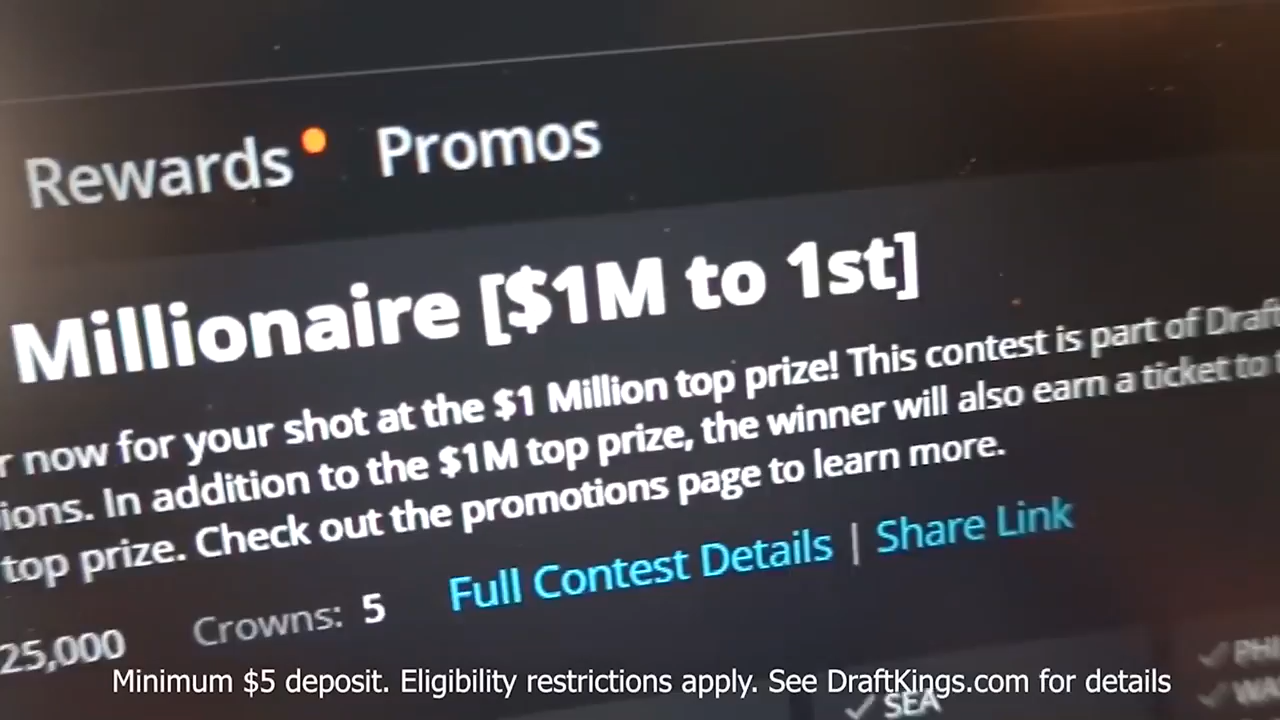 Rewards Promos
Millionaire [$1M to 1st]
r now for your shot at the $1 Million top prize! This contest is part of Draft
ions. In addition to the $1M top prize, the winner will also earn a ticket to
top prize. Check out the promotions page to learn more.
Full Contest Details | Share Link
25,000 Crowns: 5
PHI
WA
SEA
Minimum $5 deposit. Eligibility restrictions apply. See DraftKings.com for details